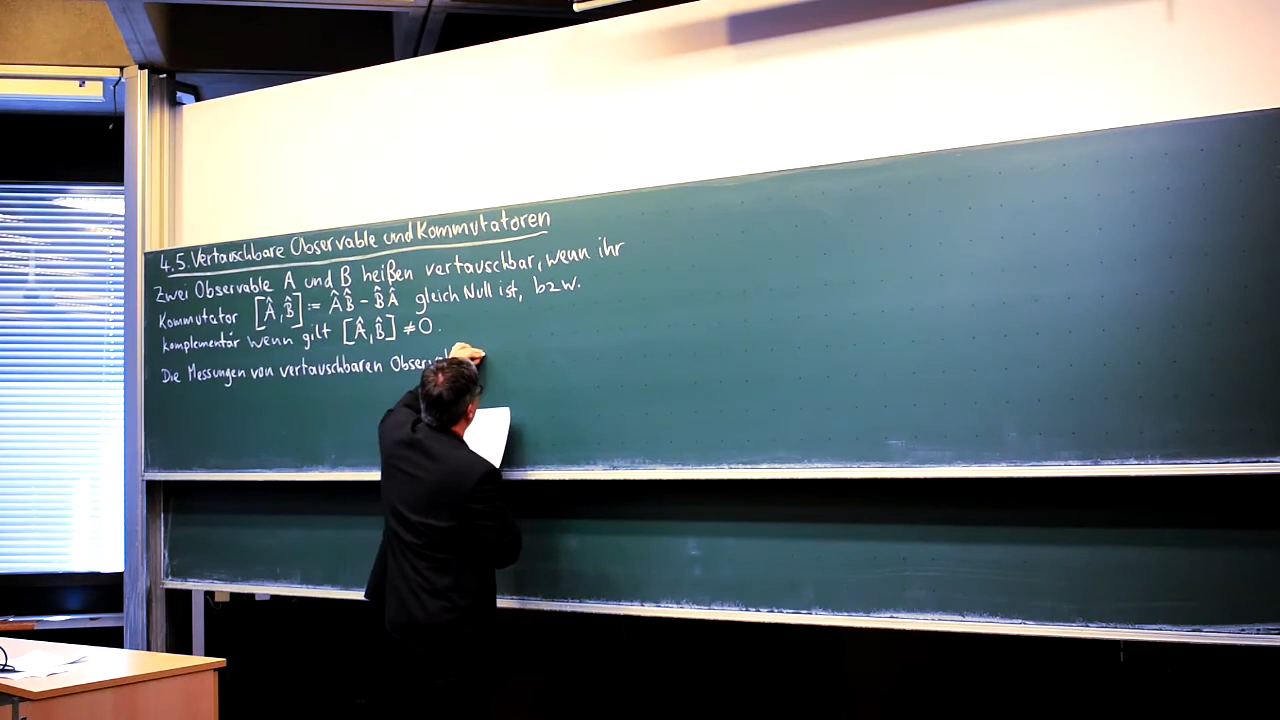 4.5. Vertauschbare Observable und Kommutatoren
Zwei Observable A und B heißen vertauschbar, wenn ihr
Kommutator [Â,B̂] := ÂB̂ - B̂Â gleich Null ist, bzw.
komplementär wenn gilt [Â,B̂] ≠ 0.
Die Messungen von vertauschbaren